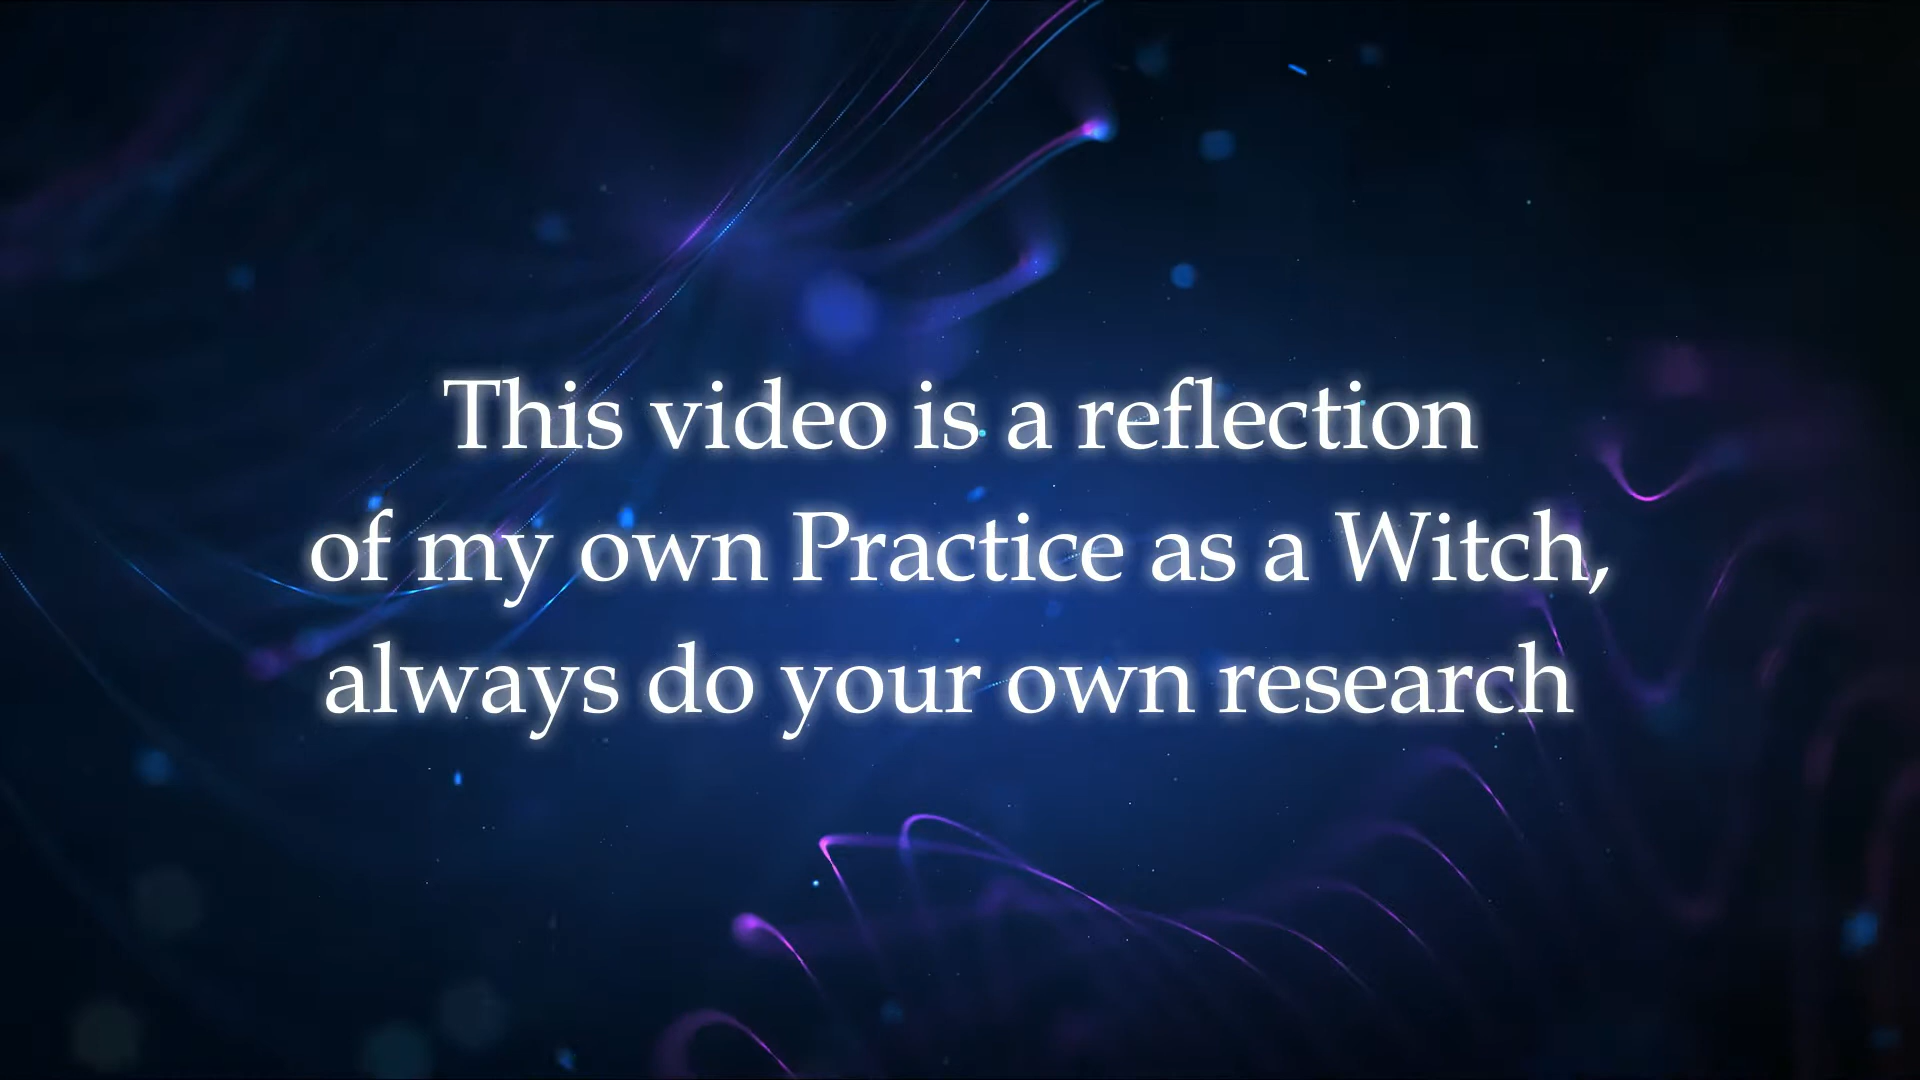 This video is a reflection
of my own Practice as a Witch,
always do your own research